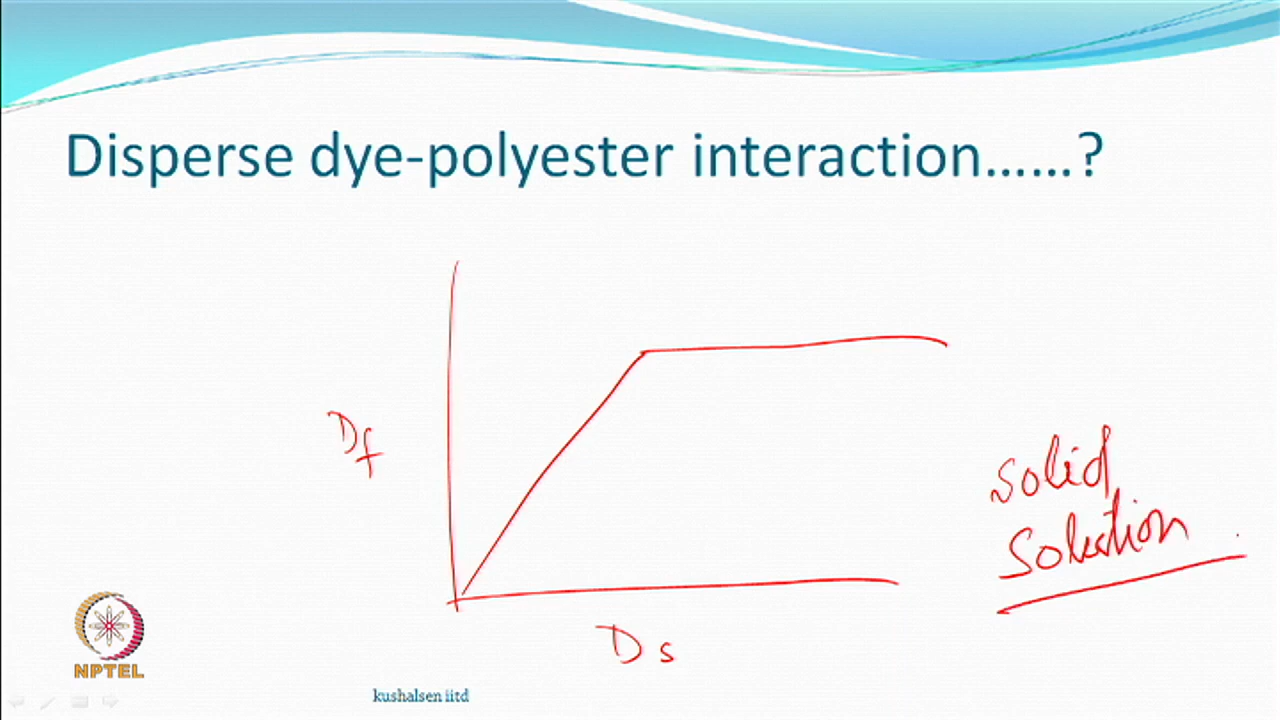 Disperse dye-polyester interaction……?
Df
Solid
Solution
Ds
NPTEL
kushalsen iitd